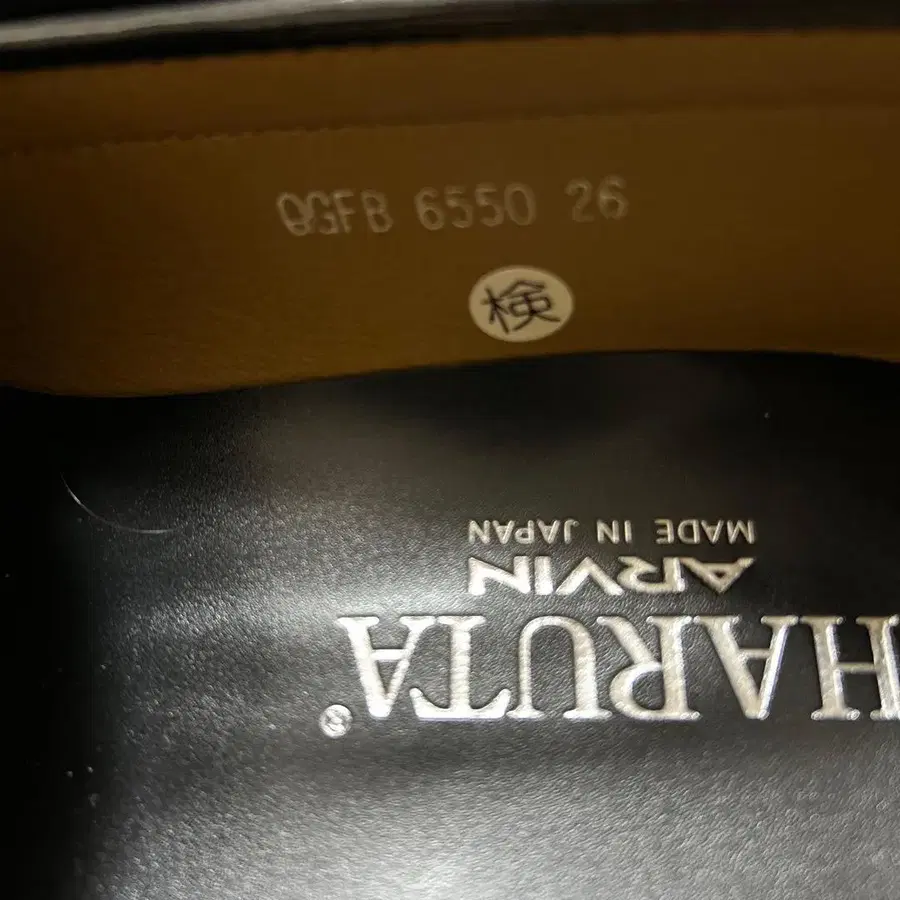 QGFB 6550 26
検
HARUTA®
ARVIN
MADE IN JAPAN